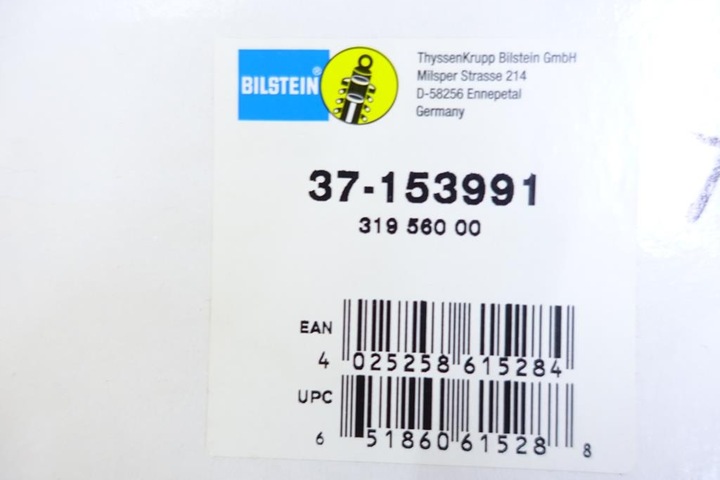 BILSTEIN®
ThyssenKrupp Bilstein GmbH
Milsper Strasse 214
D-58256 Ennepetal
Germany
37-153991
319 560 00
EAN
4 025258 615284
UPC
6 51860 61528 8